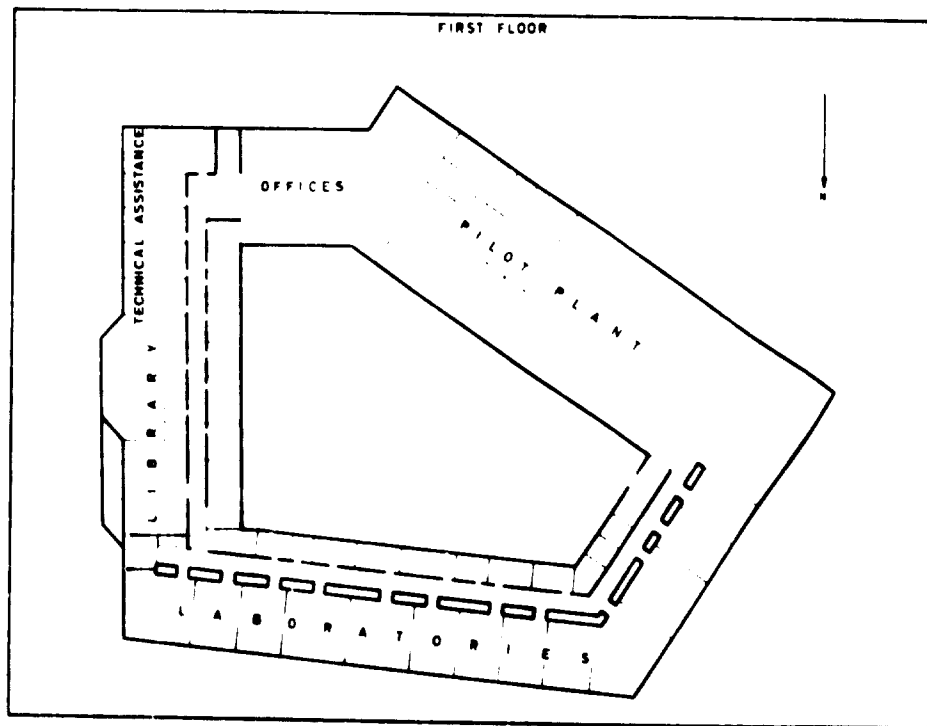 FIRST FLOOR
TECHNICAL ASSISTANCE
OFFICES
PILOT PLANT
N
LIBRARY
LABORATORIES